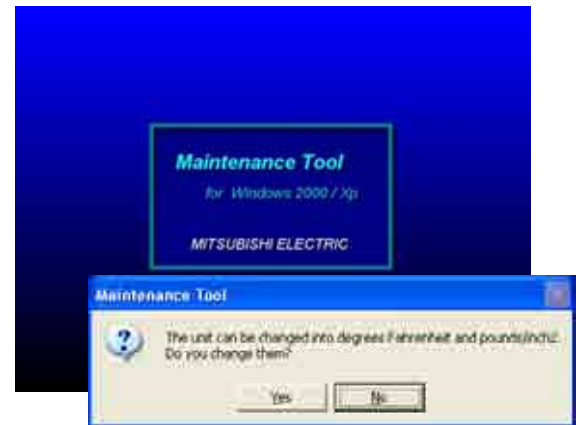 Maintenance Tool
for Windows 2000 / Xp
MITSUBISHI ELECTRIC
Maintenance Tool
The unit can be changed into degrees Fahrenheit and pounds/inch2.
Do you change them?
Yes
No